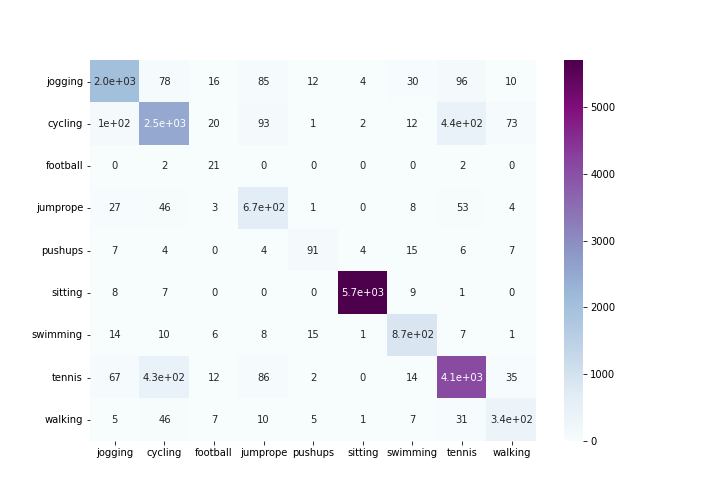 jogging 2.0e+03 78 16 85 12 4 30 96 10
cycling 1e+02 2.5e+03 20 93 1 2 12 4.4e+02 73
football 0 2 21 0 0 0 0 2 0
jumprope 27 46 3 6.7e+02 1 0 8 53 4
pushups 7 4 0 4 91 4 15 6 7
sitting 8 7 0 0 0 5.7e+03 9 1 0
swimming 14 10 6 8 15 1 8.7e+02 7 1
tennis 67 4.3e+02 12 86 2 0 14 4.1e+03 35
walking 5 46 7 10 5 1 7 31 3.4e+02
jogging cycling football jumprope pushups sitting swimming tennis walking
5000
4000
3000
2000
1000
0